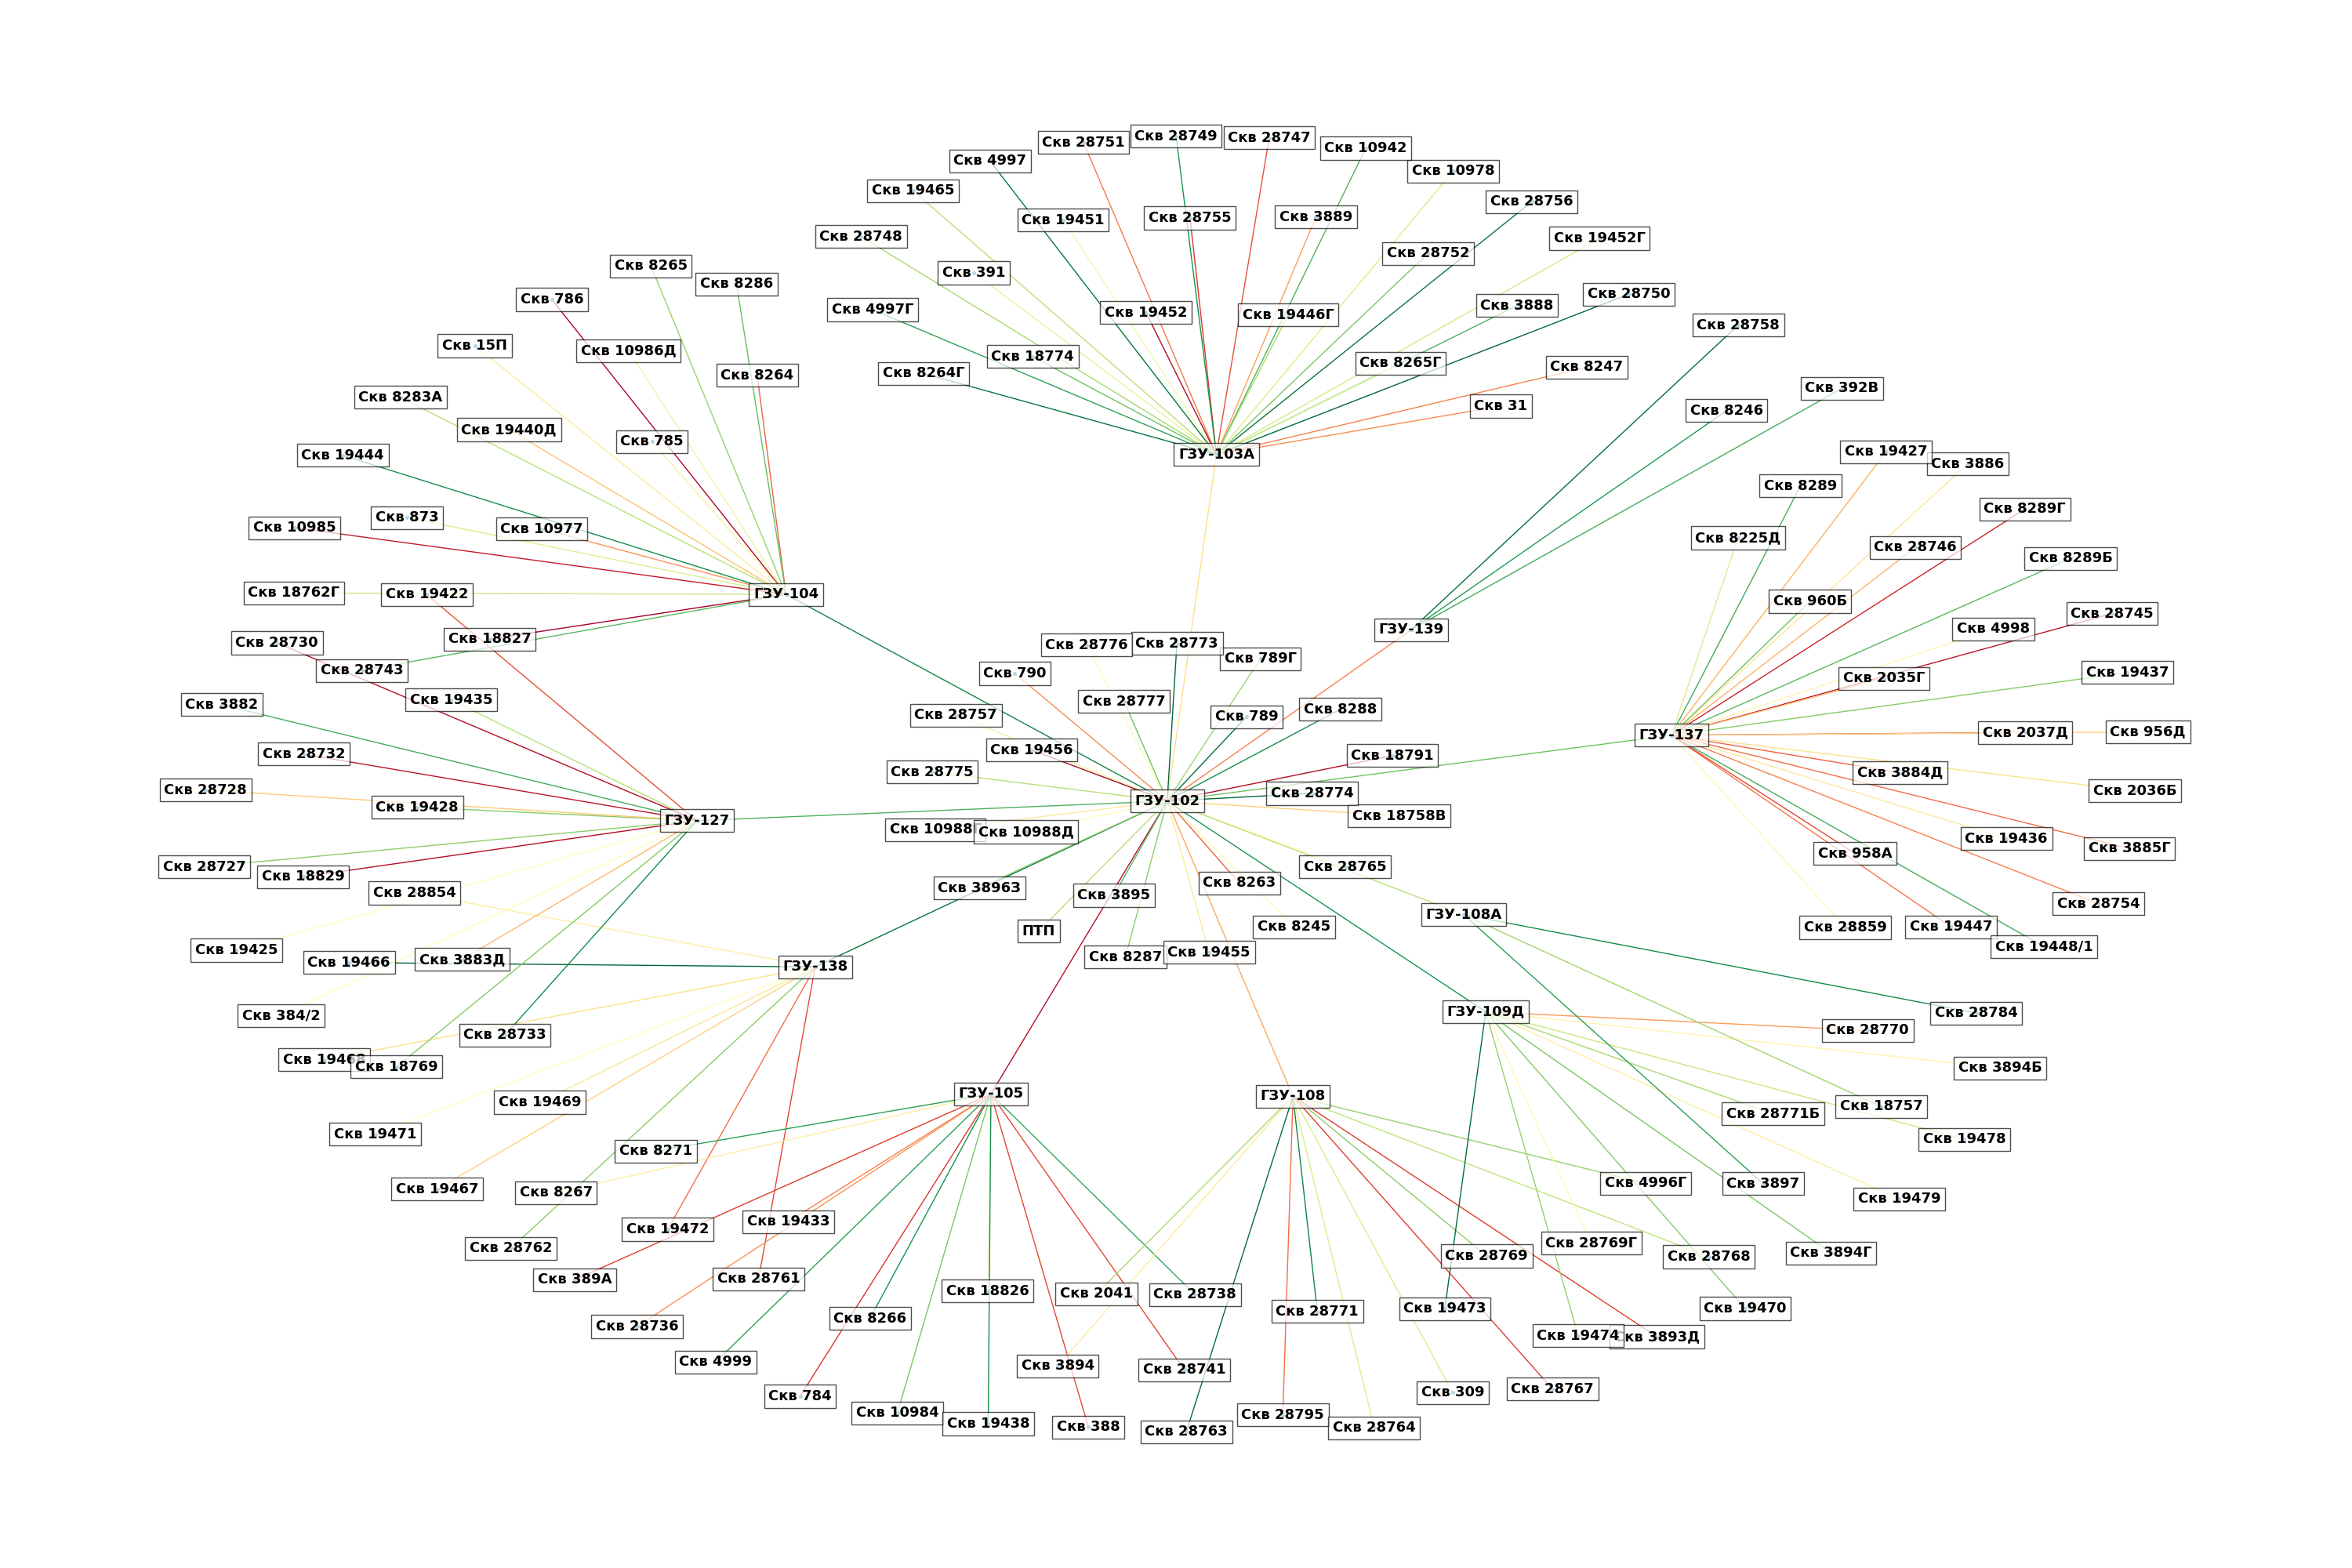 Скв 28749
Скв 28747
Скв 28751
Скв 10942
Скв 4997
Скв 10978
Скв 19465
Скв 28756
Скв 3889
Скв 28755
Скв 19451
Скв 28748
Скв 19452Г
Скв 28752
Скв 8265
Скв 391
Скв 8286
Скв 28750
Скв 786
Скв 3888
Скв 4997Г
Скв 19452
Скв 19446Г
Скв 28758
Скв 15П
Скв 10986Д
Скв 18774
Скв 8265Г
Скв 8247
Скв 8264Г
Скв 8264
Скв 392В
Скв 8283А
Скв 31
Скв 8246
Скв 19440Д
Скв 785
Скв 19427
ГЗУ-103А
Скв 19444
Скв 3886
Скв 8289
Скв 8289Г
Скв 873
Скв 10985
Скв 10977
Скв 8225Д
Скв 28746
Скв 8289Б
Скв 18762Г
Скв 19422
ГЗУ-104
Скв 960Б
Скв 28745
Скв 4998
ГЗУ-139
Скв 18827
Скв 28730
Скв 28776
Скв 28773
Скв 789Г
Скв 28743
Скв 790
Скв 19437
Скв 2035Г
Скв 19435
Скв 28777
Скв 3882
Скв 8288
Скв 28757
Скв 789
Скв 2037Д
Скв 956Д
ГЗУ-137
Скв 19456
Скв 28732
Скв 18791
Скв 28775
Скв 3884Д
Скв 28728
Скв 2036Б
Скв 28774
ГЗУ-102
Скв 19428
Скв 18758В
ГЗУ-127
Скв 10988Г
Скв 10988Д
Скв 19436
Скв 3885Г
Скв 958А
Скв 28727
Скв 28765
Скв 18829
Скв 8263
Скв 38963
Скв 28854
Скв 3895
Скв 28754
ГЗУ-108А
Скв 8245
Скв 19447
Скв 28859
ПТП
Скв 19448/1
Скв 19425
Скв 19455
Скв 8287
Скв 3883Д
Скв 19466
ГЗУ-138
ГЗУ-109Д
Скв 28784
Скв 384/2
Скв 28770
Скв 28733
Скв 19468
Скв 18769
Скв 3894Б
ГЗУ-105
ГЗУ-108
Скв 19469
Скв 18757
Скв 28771Б
Скв 19471
Скв 19478
Скв 8271
Скв 4996Г
Скв 3897
Скв 19467
Скв 8267
Скв 19479
Скв 19433
Скв 19472
Скв 28769Г
Скв 28762
Скв 3894Г
Скв 28769
Скв 28768
Скв 389А
Скв 28761
Скв 18826
Скв 2041
Скв 28738
Скв 19473
Скв 19470
Скв 28771
Скв 8266
Скв 28736
Скв 19474
Скв 3893Д
Скв 4999
Скв 3894
Скв 28741
Скв 28767
Скв 309
Скв 784
Скв 10984
Скв 28795
Скв 19438
Скв 388
Скв 28764
Скв 28763